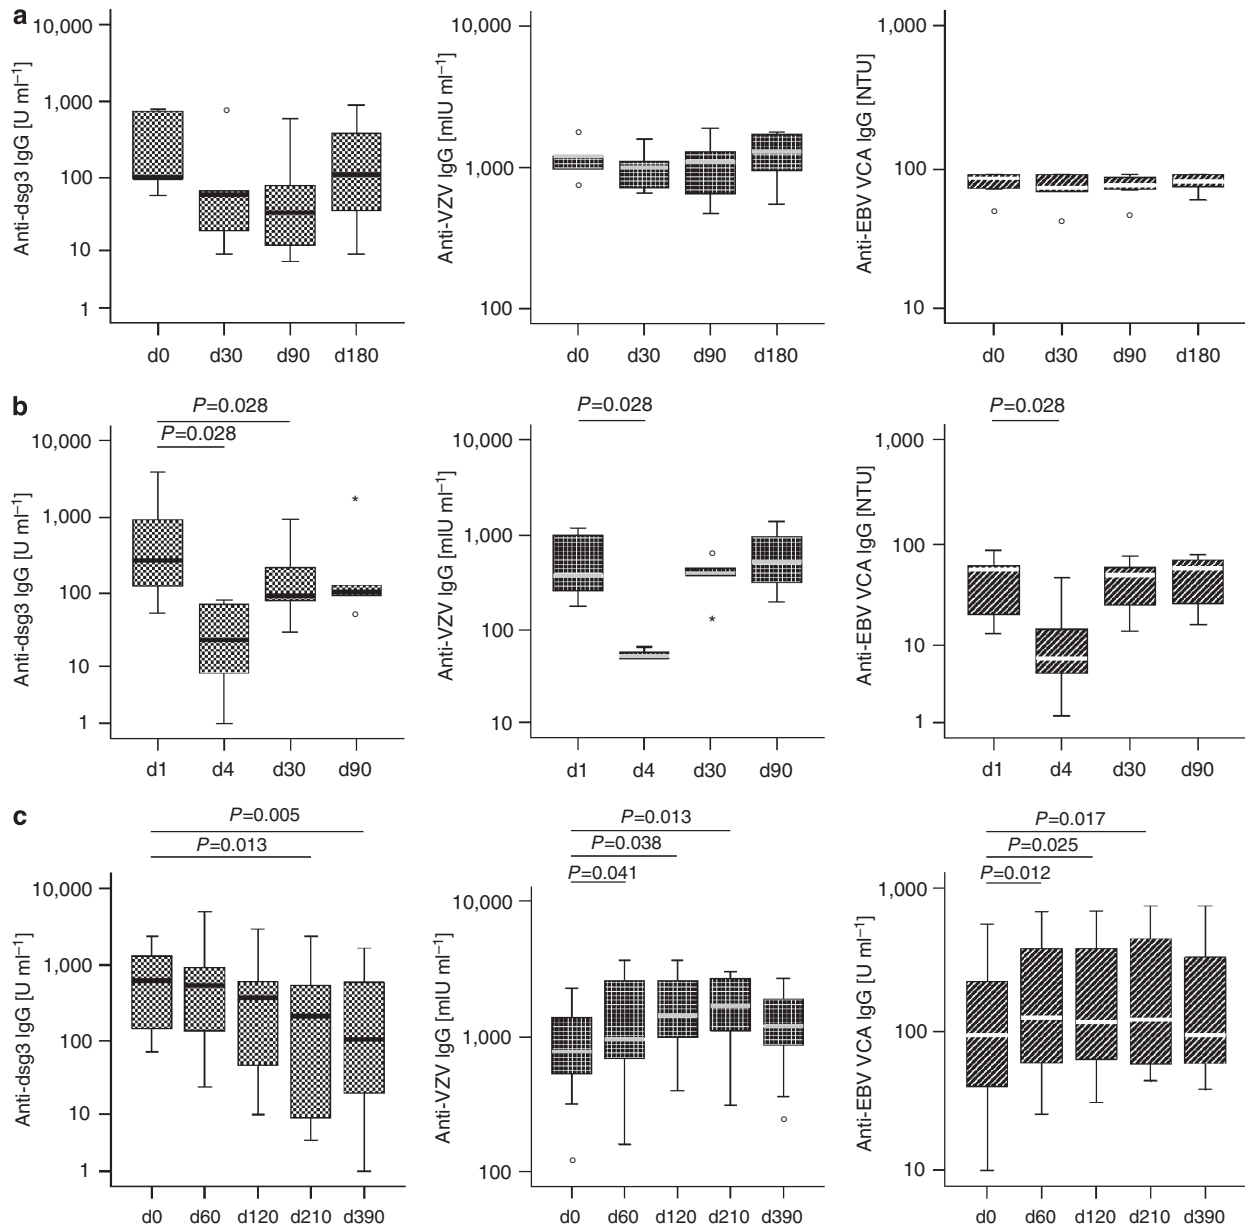 a
Anti-dsg3 IgG [U ml⁻¹]
10,000
1,000
100
10
1
d0 d30 d90 d180
Anti-VZV IgG [mIU ml⁻¹]
10,000
1,000
100
d0 d30 d90 d180
Anti-EBV VCA IgG [NTU]
1,000
100
10
d0 d30 d90 d180
b
P=0.028
P=0.028
Anti-dsg3 IgG [U ml⁻¹]
10,000
1,000
100
10
1
*
d1 d4 d30 d90
P=0.028
Anti-VZV IgG [mIU ml⁻¹]
10,000
1,000
100
10
*
d1 d4 d30 d90
P=0.028
Anti-EBV VCA IgG [NTU]
1,000
100
10
1
d1 d4 d30 d90
c
P=0.005
P=0.013
Anti-dsg3 IgG [U ml⁻¹]
10,000
1,000
100
10
1
d0 d60 d120 d210 d390
P=0.013
P=0.038
P=0.041
Anti-VZV IgG [mIU ml⁻¹]
10,000
1,000
100
d0 d60 d120 d210 d390
P=0.017
P=0.025
P=0.012
Anti-EBV VCA IgG [U ml⁻¹]
1,000
100
10
d0 d60 d120 d210 d390